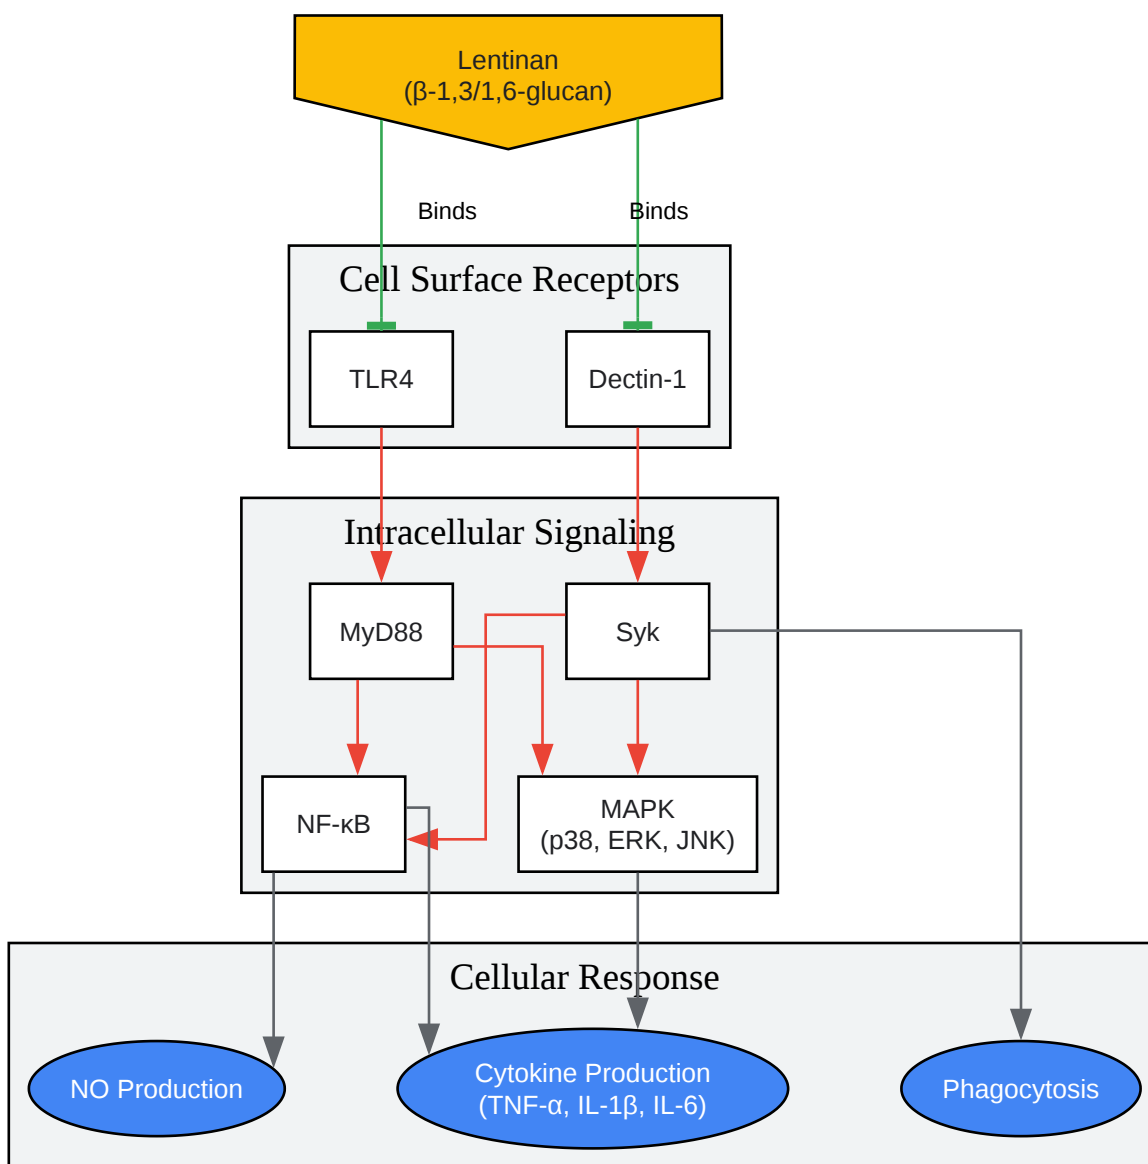 Lentinan
(β-1,3/1,6-glucan)
Binds
Binds
Cell Surface Receptors
TLR4
Dectin-1
Intracellular Signaling
MyD88
Syk
NF-κB
MAPK
(p38, ERK, JNK)
Cellular Response
NO Production
Cytokine Production
(TNF-α, IL-1β, IL-6)
Phagocytosis